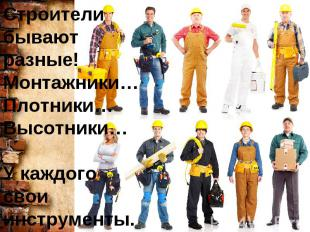 Строители
бывают
разные!
Монтажники…
Плотники…
Высотники…
У каждого
свои
инструменты.